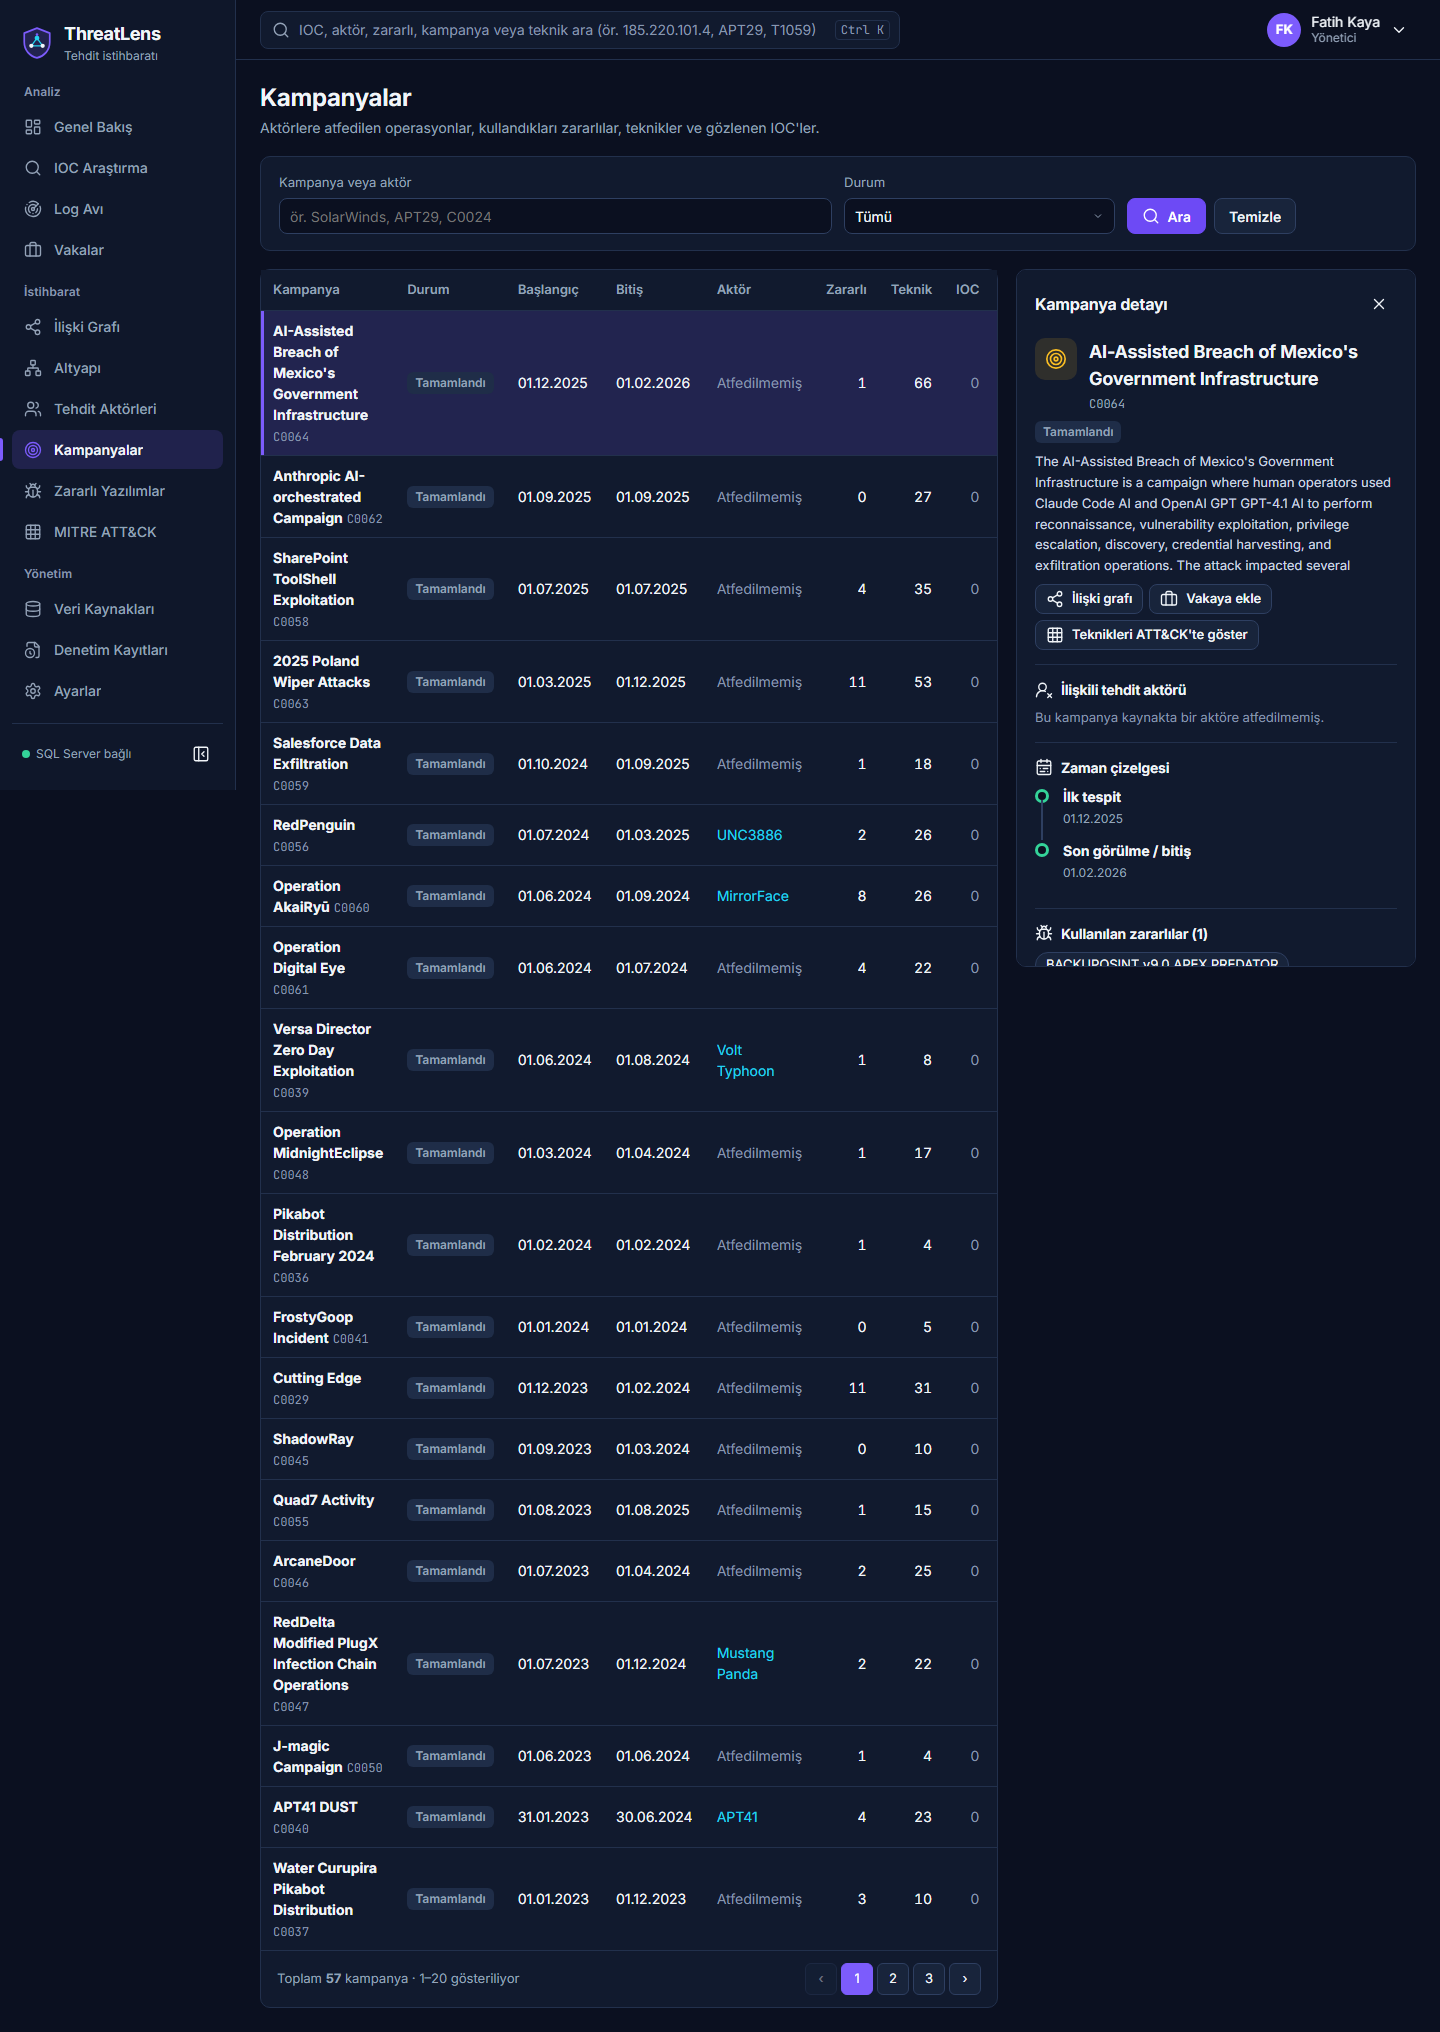 ThreatLens
Tehdit istihbaratı
Analiz
Genel Bakış
IOC Araştırma
Log Avı
Vakalar
İstihbarat
İlişki Grafı
Altyapı
Tehdit Aktörleri
Kampanyalar
Zararlı Yazılımlar
MITRE ATT&CK
Yönetim
Veri Kaynakları
Denetim Kayıtları
Ayarlar
SQL Server bağlı
IOC, aktör, zararlı, kampanya veya teknik ara (ör. 185.220.101.4, APT29, T1059) Ctrl K
FK Fatih Kaya
Yönetici
Kampanyalar
Aktörlere atfedilen operasyonlar, kullandıkları zararlılar, teknikler ve gözlenen IOC'ler.
Kampanya veya aktör
Durum
ör. SolarWinds, APT29, C0024
Tümü
Ara
Temizle
Kampanya Durum Başlangıç Bitiş Aktör Zararlı Teknik IOC
AI-Assisted
Breach of
Mexico's
Government
Infrastructure
C0064
Tamamlandı 01.12.2025 01.02.2026 Atfedilmemiş 1 66 0
Anthropic AI-
orchestrated
Campaign C0062
Tamamlandı 01.09.2025 01.09.2025 Atfedilmemiş 0 27 0
SharePoint
ToolShell
Exploitation
C0058
Tamamlandı 01.07.2025 01.07.2025 Atfedilmemiş 4 35 0
2025 Poland
Wiper Attacks
C0063
Tamamlandı 01.03.2025 01.12.2025 Atfedilmemiş 11 53 0
Salesforce Data
Exfiltration
C0059
Tamamlandı 01.10.2024 01.09.2025 Atfedilmemiş 1 18 0
RedPenguin
C0056
Tamamlandı 01.07.2024 01.03.2025 UNC3886 2 26 0
Operation
AkaiRyū C0060
Tamamlandı 01.06.2024 01.09.2024 MirrorFace 8 26 0
Operation
Digital Eye
C0061
Tamamlandı 01.06.2024 01.07.2024 Atfedilmemiş 4 22 0
Versa Director
Zero Day
Exploitation
C0039
Tamamlandı 01.06.2024 01.08.2024 Volt Typhoon 1 8 0
Operation
MidnightEclipse
C0048
Tamamlandı 01.03.2024 01.04.2024 Atfedilmemiş 1 17 0
Pikabot
Distribution
February 2024
C0036
Tamamlandı 01.02.2024 01.02.2024 Atfedilmemiş 1 4 0
FrostyGoop
Incident C0041
Tamamlandı 01.01.2024 01.01.2024 Atfedilmemiş 0 5 0
Cutting Edge
C0029
Tamamlandı 01.12.2023 01.02.2024 Atfedilmemiş 11 31 0
ShadowRay
C0045
Tamamlandı 01.09.2023 01.03.2024 Atfedilmemiş 0 10 0
Quad7 Activity
C0055
Tamamlandı 01.08.2023 01.08.2025 Atfedilmemiş 1 15 0
ArcaneDoor
C0046
Tamamlandı 01.07.2023 01.04.2024 Atfedilmemiş 2 25 0
RedDelta
Modified PlugX
Infection Chain
Operations
C0047
Tamamlandı 01.07.2023 01.12.2024 Mustang Panda 2 22 0
J-magic
Campaign C0050
Tamamlandı 01.06.2023 01.06.2024 Atfedilmemiş 1 4 0
APT41 DUST
C0040
Tamamlandı 31.01.2023 30.06.2024 APT41 4 23 0
Water Curupira
Pikabot
Distribution
C0037
Tamamlandı 01.01.2023 01.12.2023 Atfedilmemiş 3 10 0
Toplam 57 kampanya · 1–20 gösteriliyor
‹ 1 2 3 ›
Kampanya detayı
AI-Assisted Breach of Mexico's
Government Infrastructure
C0064
Tamamlandı
The AI-Assisted Breach of Mexico's Government
Infrastructure is a campaign where human operators used
Claude Code AI and OpenAI GPT GPT-4.1 AI to perform
reconnaissance, vulnerability exploitation, privilege
escalation, discovery, credential harvesting, and
exfiltration operations. The attack impacted several
İlişki grafı
Vakaya ekle
Teknikleri ATT&CK'te göster
İlişkili tehdit aktörü
Bu kampanya kaynakta bir aktöre atfedilmemiş.
Zaman çizelgesi
İlk tespit
01.12.2025
Son görülme / bitiş
01.02.2026
Kullanılan zararlılar (1)
BACKUPOSINT v9.0 APEX PREDATOR